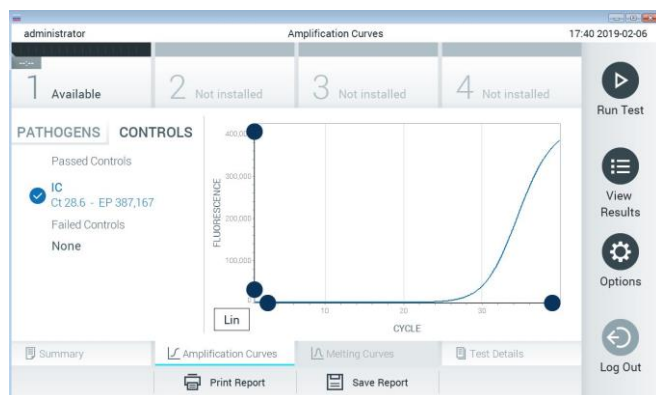 administrator
Amplification Curves
17:40 2019-02-06
--:--
1 Available
2 Not installed
3 Not installed
4 Not installed
Run Test
PATHOGENS CONTROLS
Passed Controls
IC
Ct 28.6 - EP 387,167
Failed Controls
None
FLUORESCENCE
400,000
300,000
200,000
100,000
0
10 20 30
CYCLE
Lin
View
Results
Options
Log Out
Summary
Amplification Curves
Melting Curves
Test Details
Print Report
Save Report